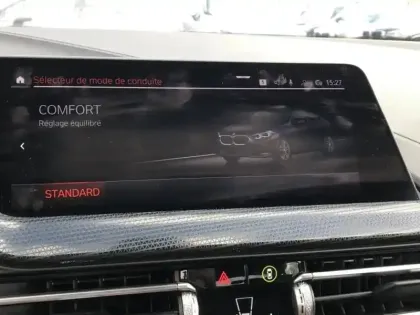 Sélecteur de mode de conduite
15:27
COMFORT
Réglage équilibré
STANDARD